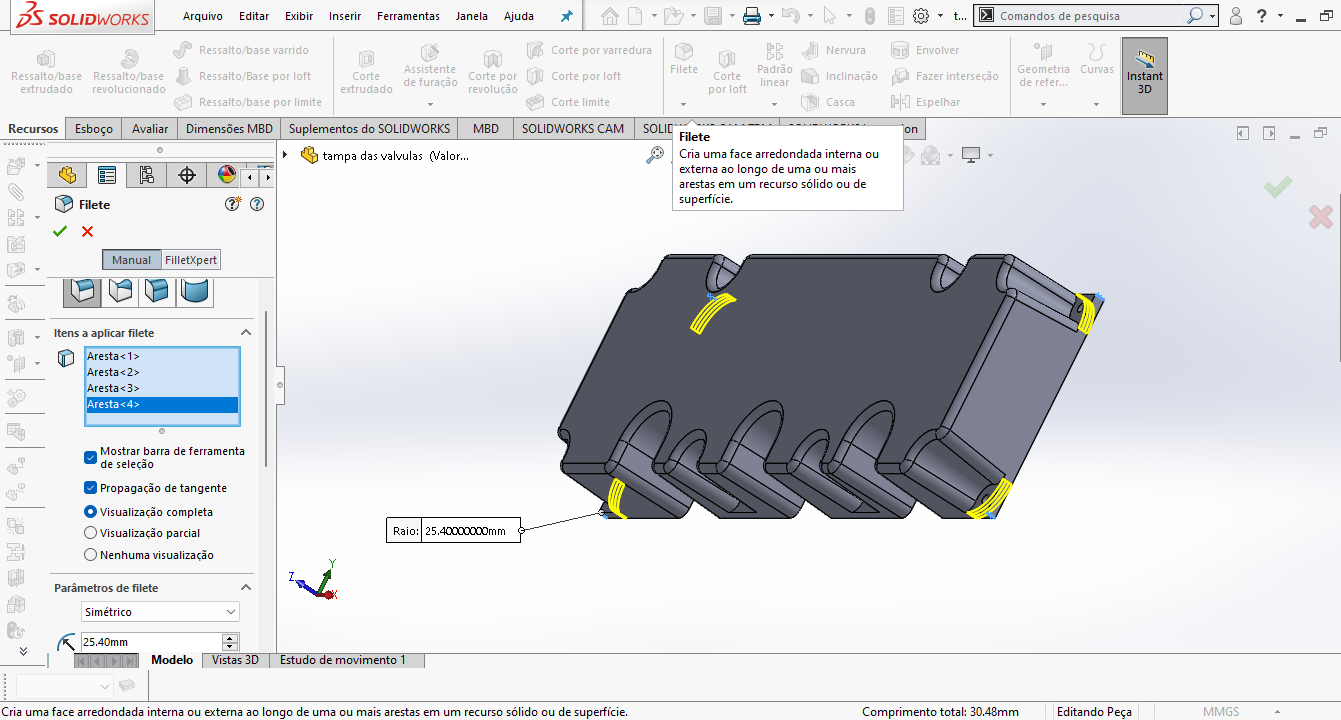 SOLIDWORKS
Arquivo Editar Exibir Inserir Ferramentas Janela Ajuda
t...
Comandos de pesquisa
?
Ressalto/base extrudado
Ressalto/base revolucionado
Ressalto/base varrido
Ressalto/Base por loft
Ressalto/base por limite
Corte extrudado
Assistente de furação
Corte por revolução
Corte por varredura
Corte por loft
Corte limite
Filete
Corte por loft
Padrão linear
Nervura
Inclinação
Casca
Envolver
Fazer interseção
Espelhar
Geometria de refer...
Curvas
Instant 3D
Recursos Esboço Avaliar Dimensões MBD Suplementos do SOLIDWORKS MBD SOLIDWORKS CAM
Filete
Cria uma face arredondada interna ou
externa ao longo de uma ou mais
arestas em um recurso sólido ou de
superfície.
tampa das valvulas (Valor...
Filete
Manual FilletXpert
Itens a aplicar filete
Aresta<1>
Aresta<2>
Aresta<3>
Aresta<4>
Mostrar barra de ferramenta
de seleção
Propagação de tangente
Visualização completa
Visualização parcial
Nenhuma visualização
Parâmetros de filete
Simétrico
25.40mm
Raio: 25.40000000mm
Y
Z
X
Modelo Vistas 3D Estudo de movimento 1
Cria uma face arredondada interna ou externa ao longo de uma ou mais arestas em um recurso sólido ou de superfície.
Comprimento total: 30.48mm Editando Peça MMGS